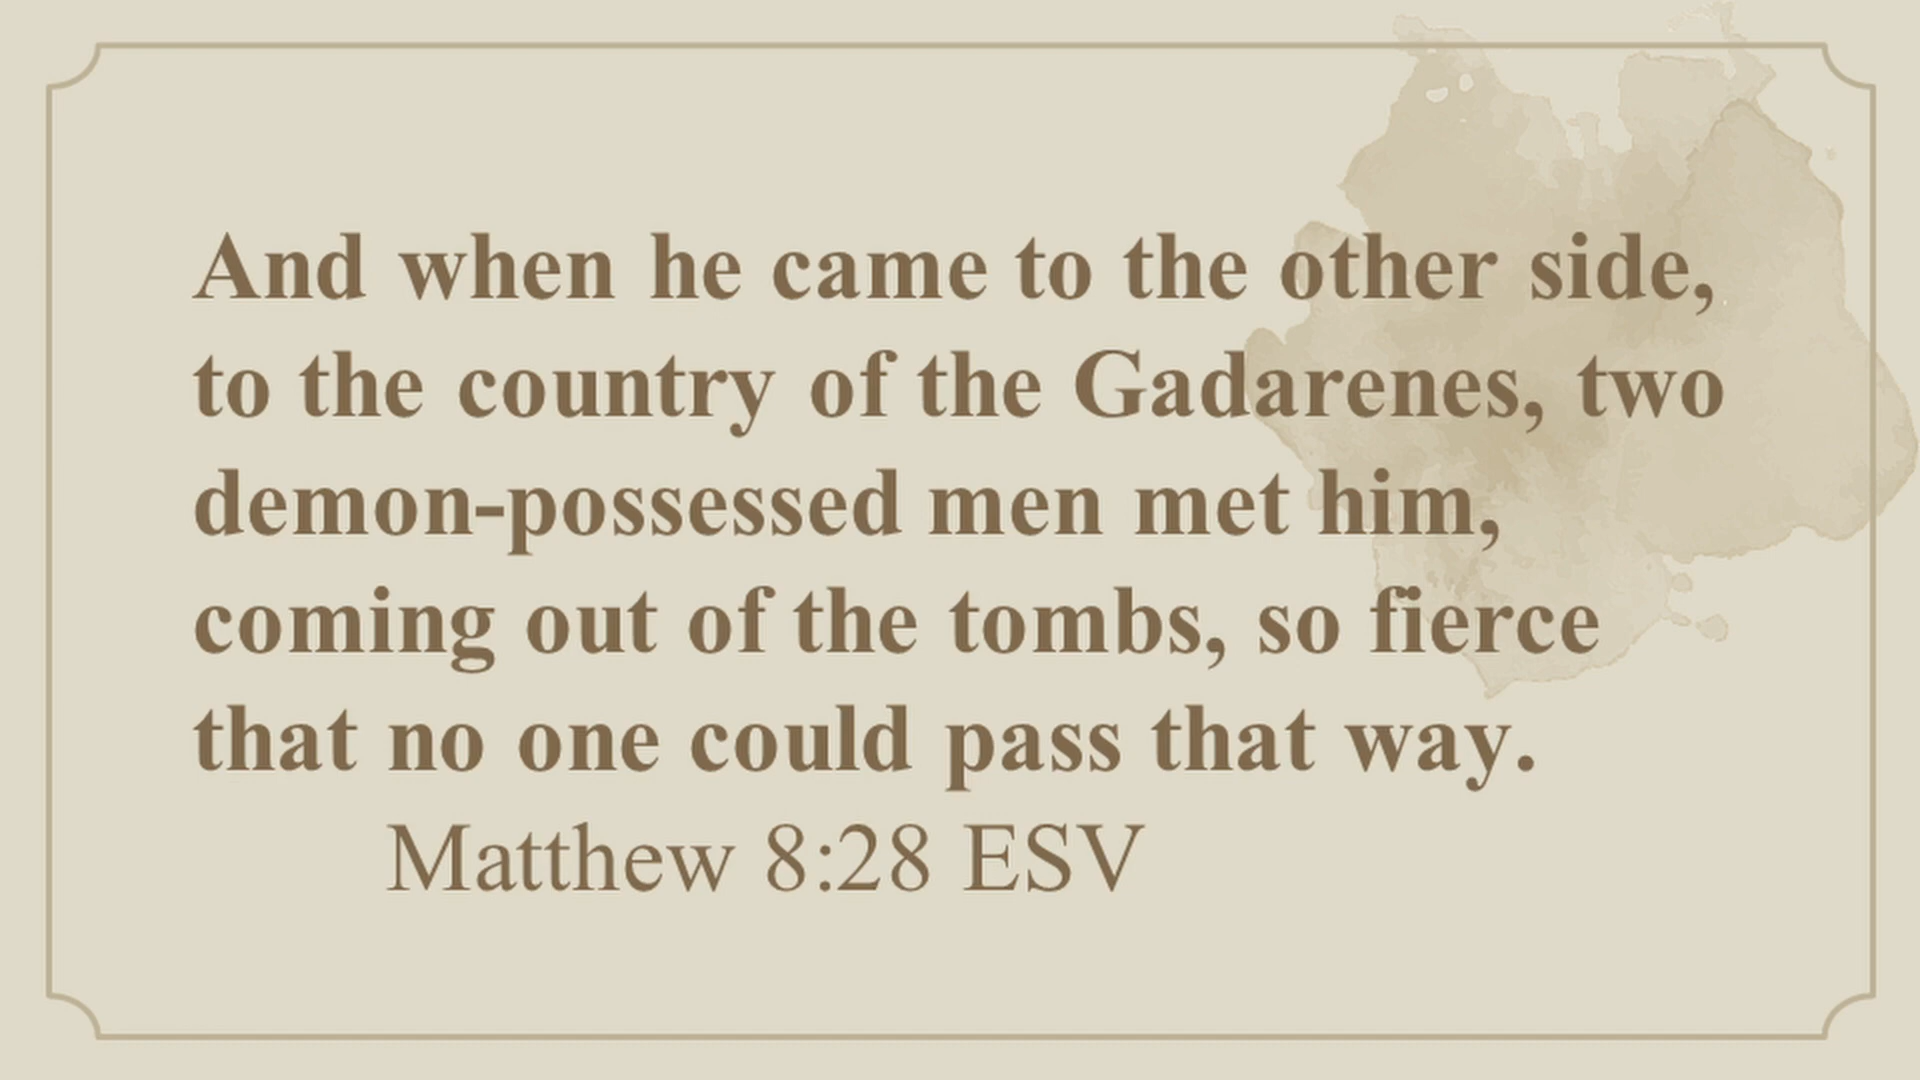 And when he came to the other side,
to the country of the Gadarenes, two
demon-possessed men met him,
coming out of the tombs, so fierce
that no one could pass that way.
Matthew 8:28 ESV